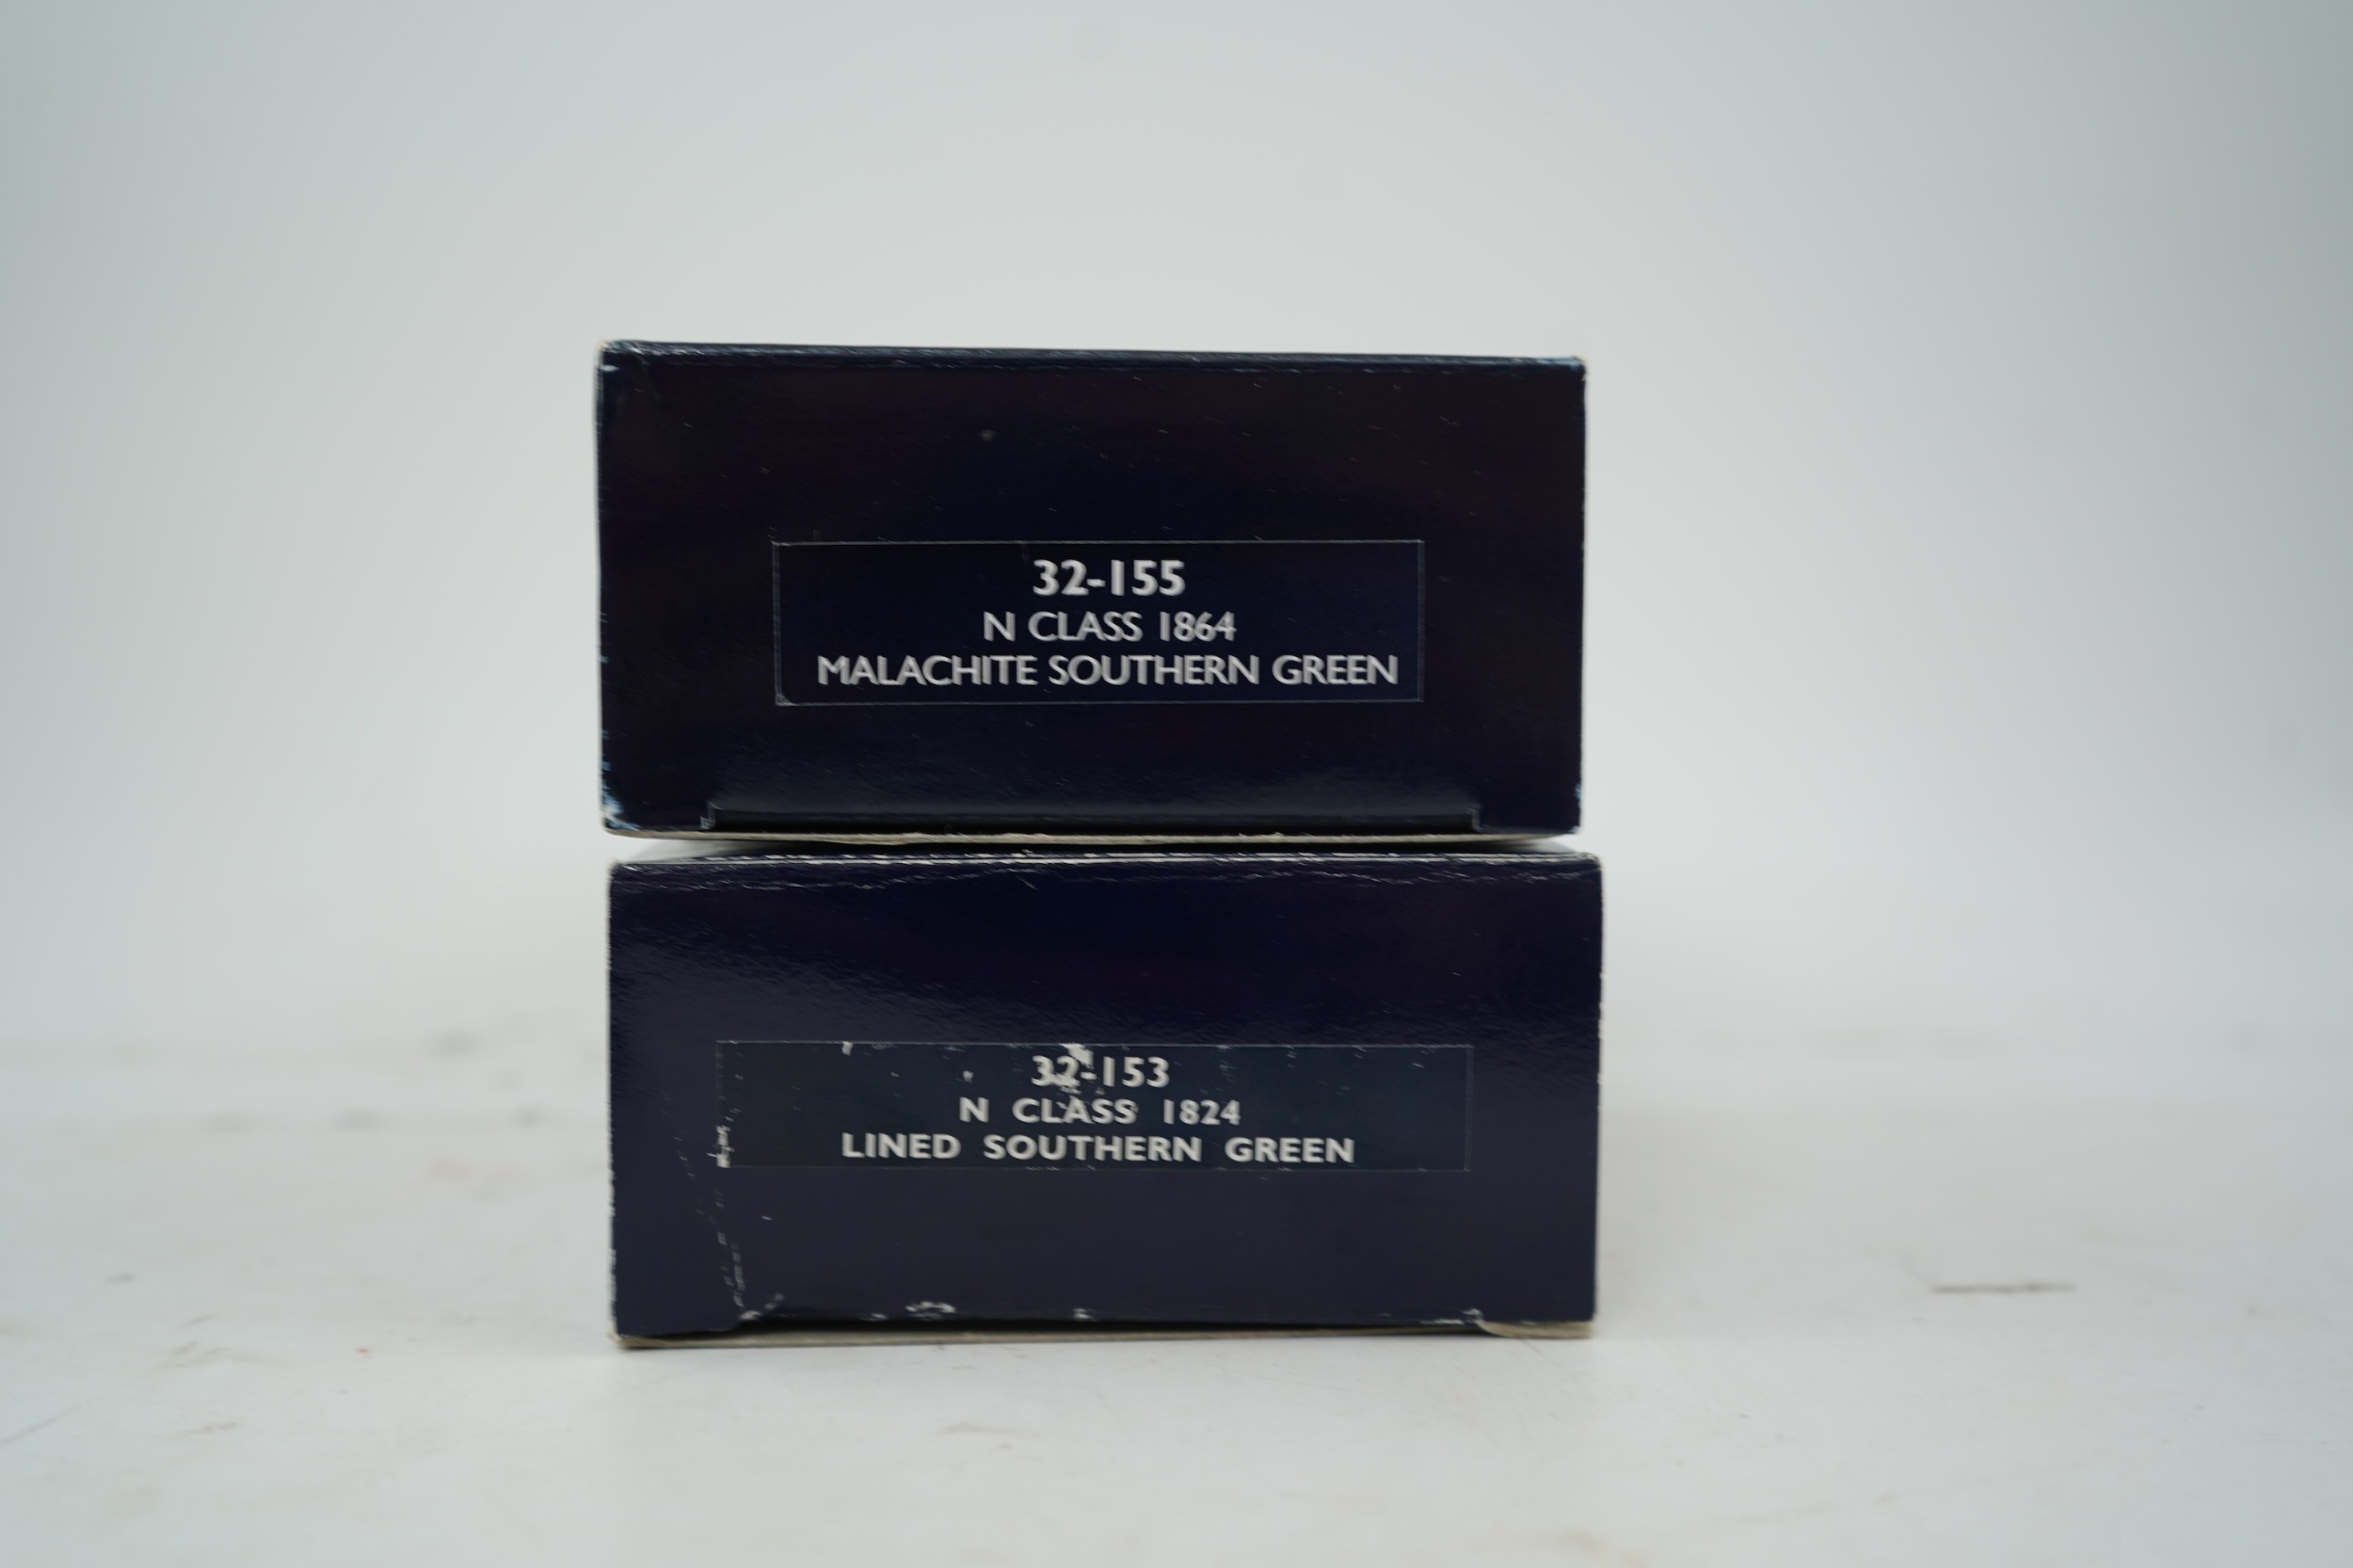 32-155
N CLASS 1864
MALACHITE SOUTHERN GREEN
32-153
N CLASS 1824
LINED SOUTHERN GREEN